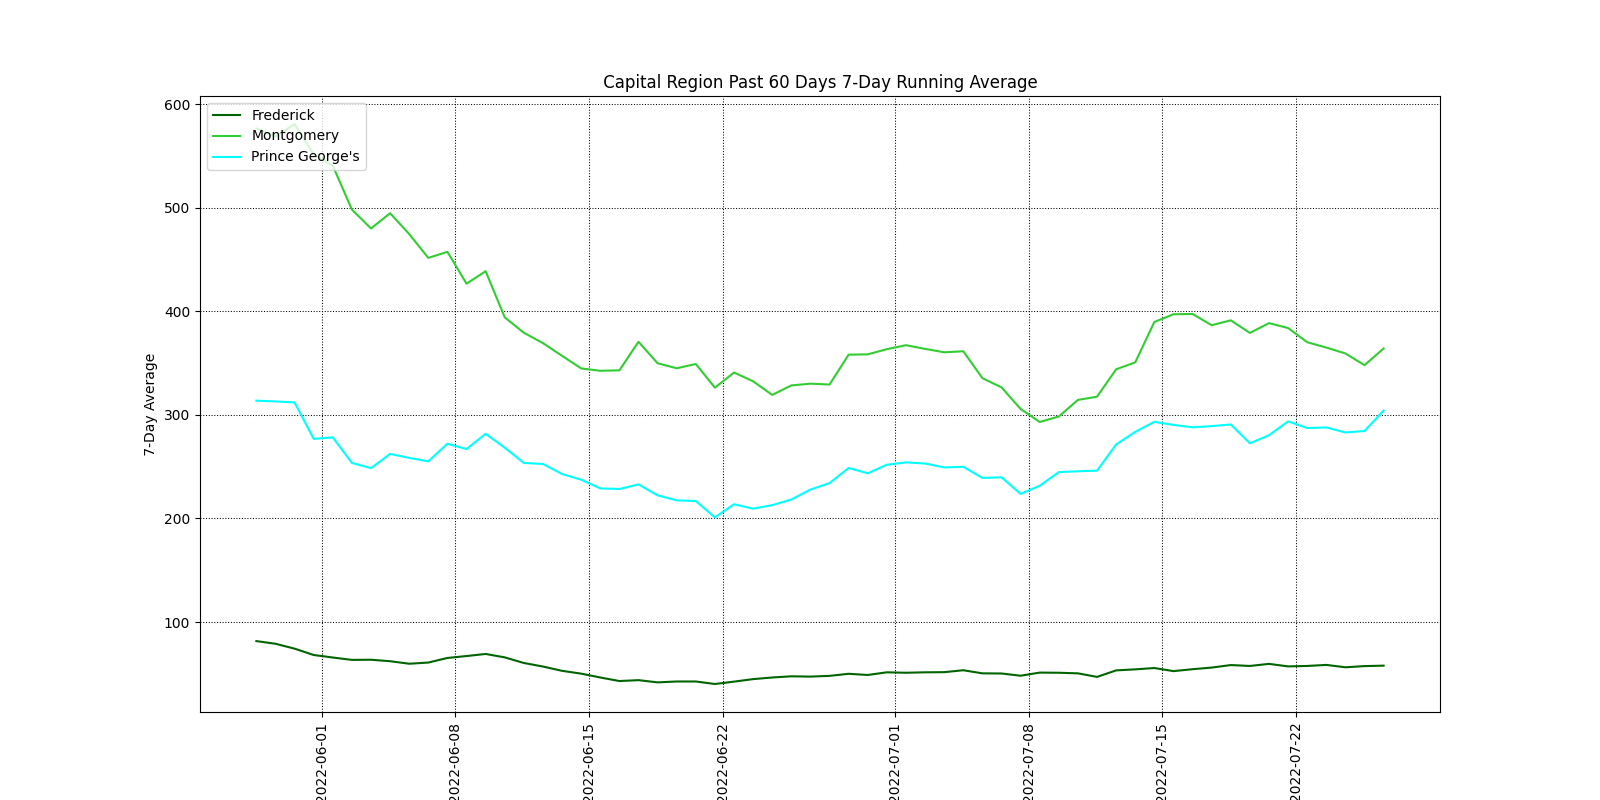 Capital Region Past 60 Days 7-Day Running Average
Frederick
Montgomery
Prince George's
7-Day Average
600
500
400
300
200
100
2022-06-01
2022-06-08
2022-06-15
2022-06-22
2022-07-01
2022-07-08
2022-07-15
2022-07-22